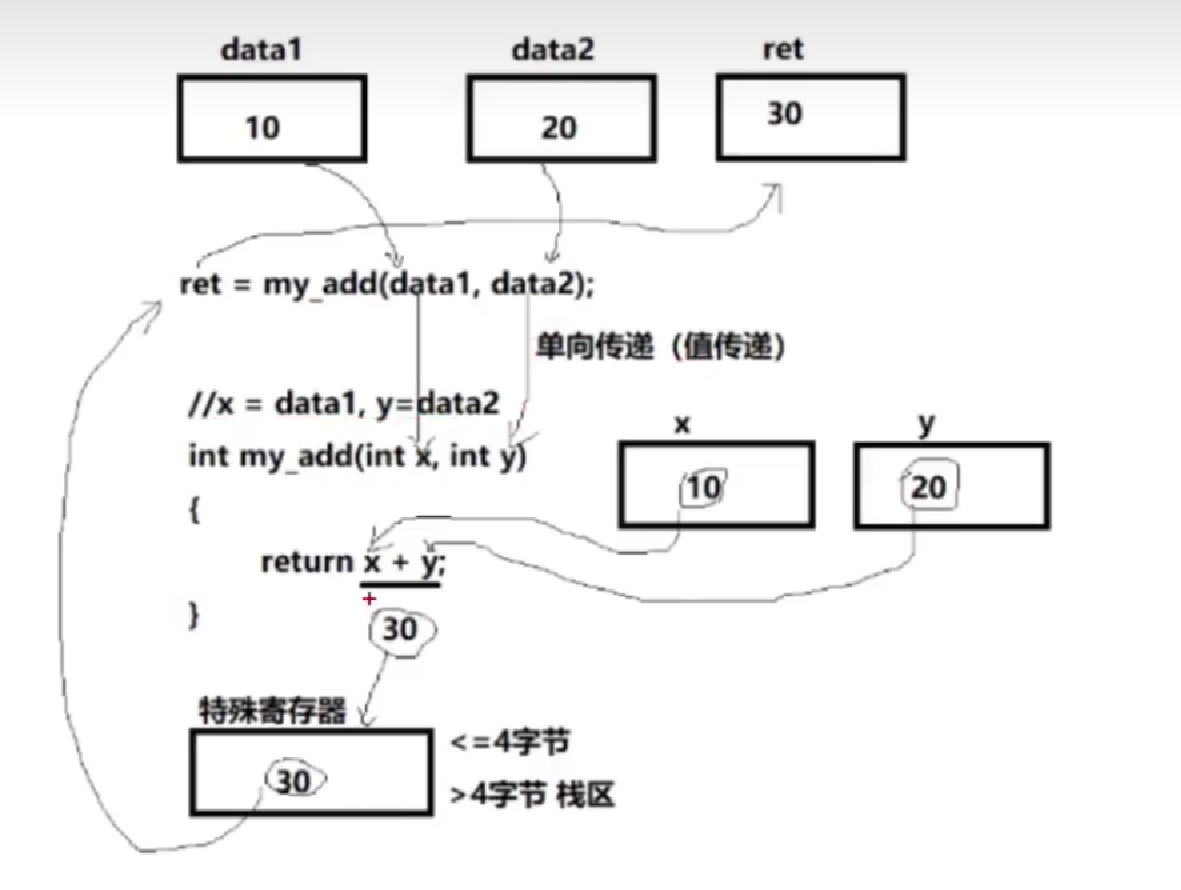 data1 data2 ret
10 20 30
ret = my_add(data1, data2);
单向传递（值传递）
//x = data1, y=data2
x y
int my_add(int x, int y)
10 20
{
return x + y;
}
30
特殊寄存器
<=4字节
30
>4字节 栈区